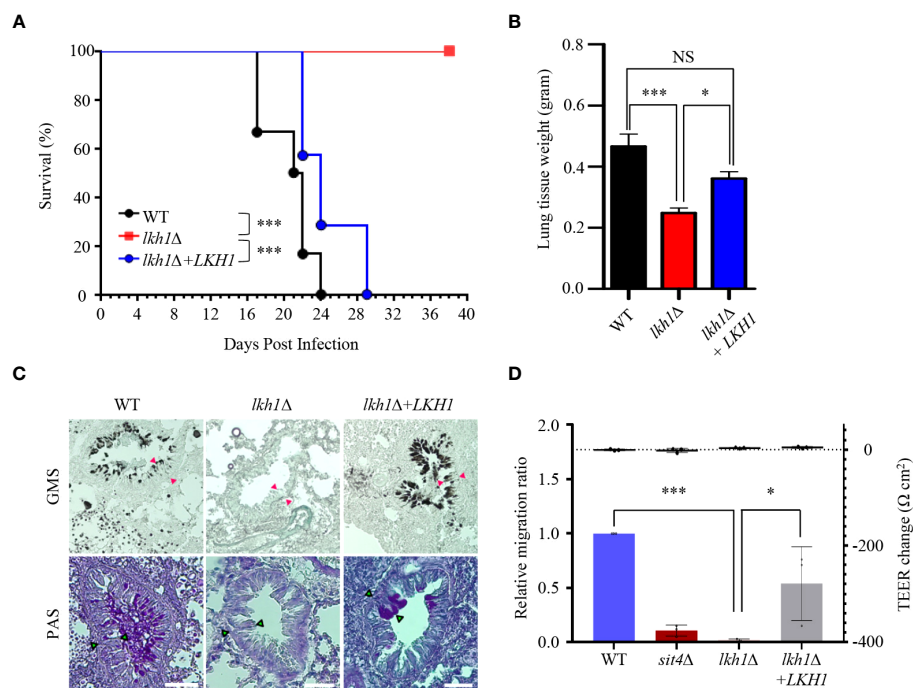 A
Survival (%)
100
80
60
40
20
0
WT
lkh1Δ
lkh1Δ+LKH1
***
***
0 4 8 12 16 20 24 28 32 36 40
Days Post Infection
B
Lung tissue weight (gram)
0.8
0.6
0.4
0.2
0.0
NS
*** *
WT
lkh1Δ
lkh1Δ
+ LKH1
C
WT lkh1Δ lkh1Δ+LKH1
GMS
PAS
D
Relative migration ratio
2.0
1.5
1.0
0.5
0.0
*** *
0
-200
-400
TEER change (Ω cm²)
WT sit4Δ lkh1Δ lkh1Δ
+LKH1